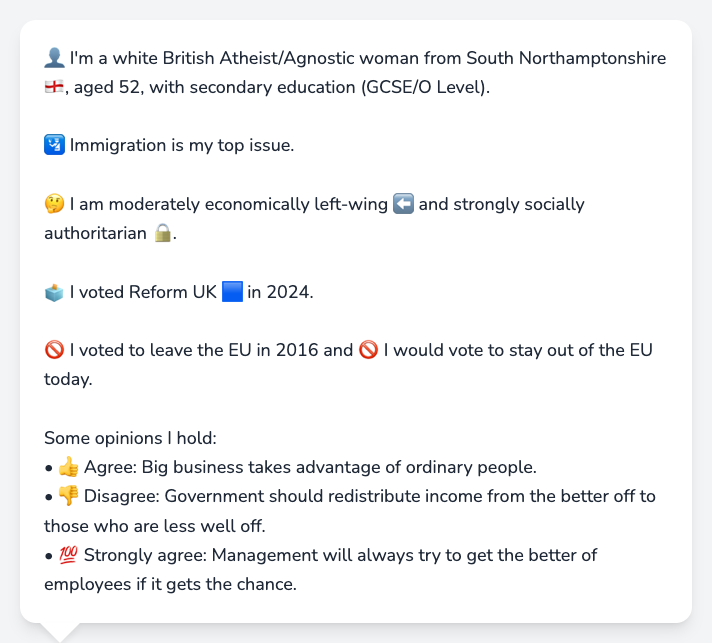 👤 I'm a white British Atheist/Agnostic woman from South Northamptonshire
🏴󠁧󠁢󠁥󠁮󠁧󠁿, aged 52, with secondary education (GCSE/O Level).
🛂 Immigration is my top issue.
🤔 I am moderately economically left-wing ⬅️ and strongly socially
authoritarian 🔒.
🗳️ I voted Reform UK 🟦 in 2024.
🚫 I voted to leave the EU in 2016 and 🚫 I would vote to stay out of the EU
today.
Some opinions I hold:
• 👍 Agree: Big business takes advantage of ordinary people.
• 👎 Disagree: Government should redistribute income from the better off to
those who are less well off.
• 💯 Strongly agree: Management will always try to get the better of
employees if it gets the chance.